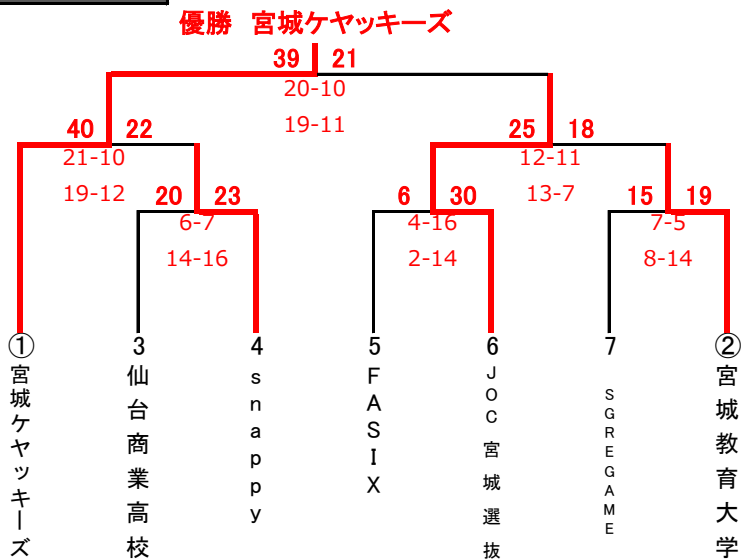 優勝 宮城ケヤッキーズ
39 21
20-10
19-11
40 22
21-10
19-12
25 18
12-11
13-7
20 23
6-7
14-16
6 30
4-16
2-14
15 19
7-5
8-14
① 宮城ケヤッキーズ
3 仙台商業高校
4 snappy
5 FASIX
6 JOC宮城選抜
7 SGREGAME
② 宮城教育大学